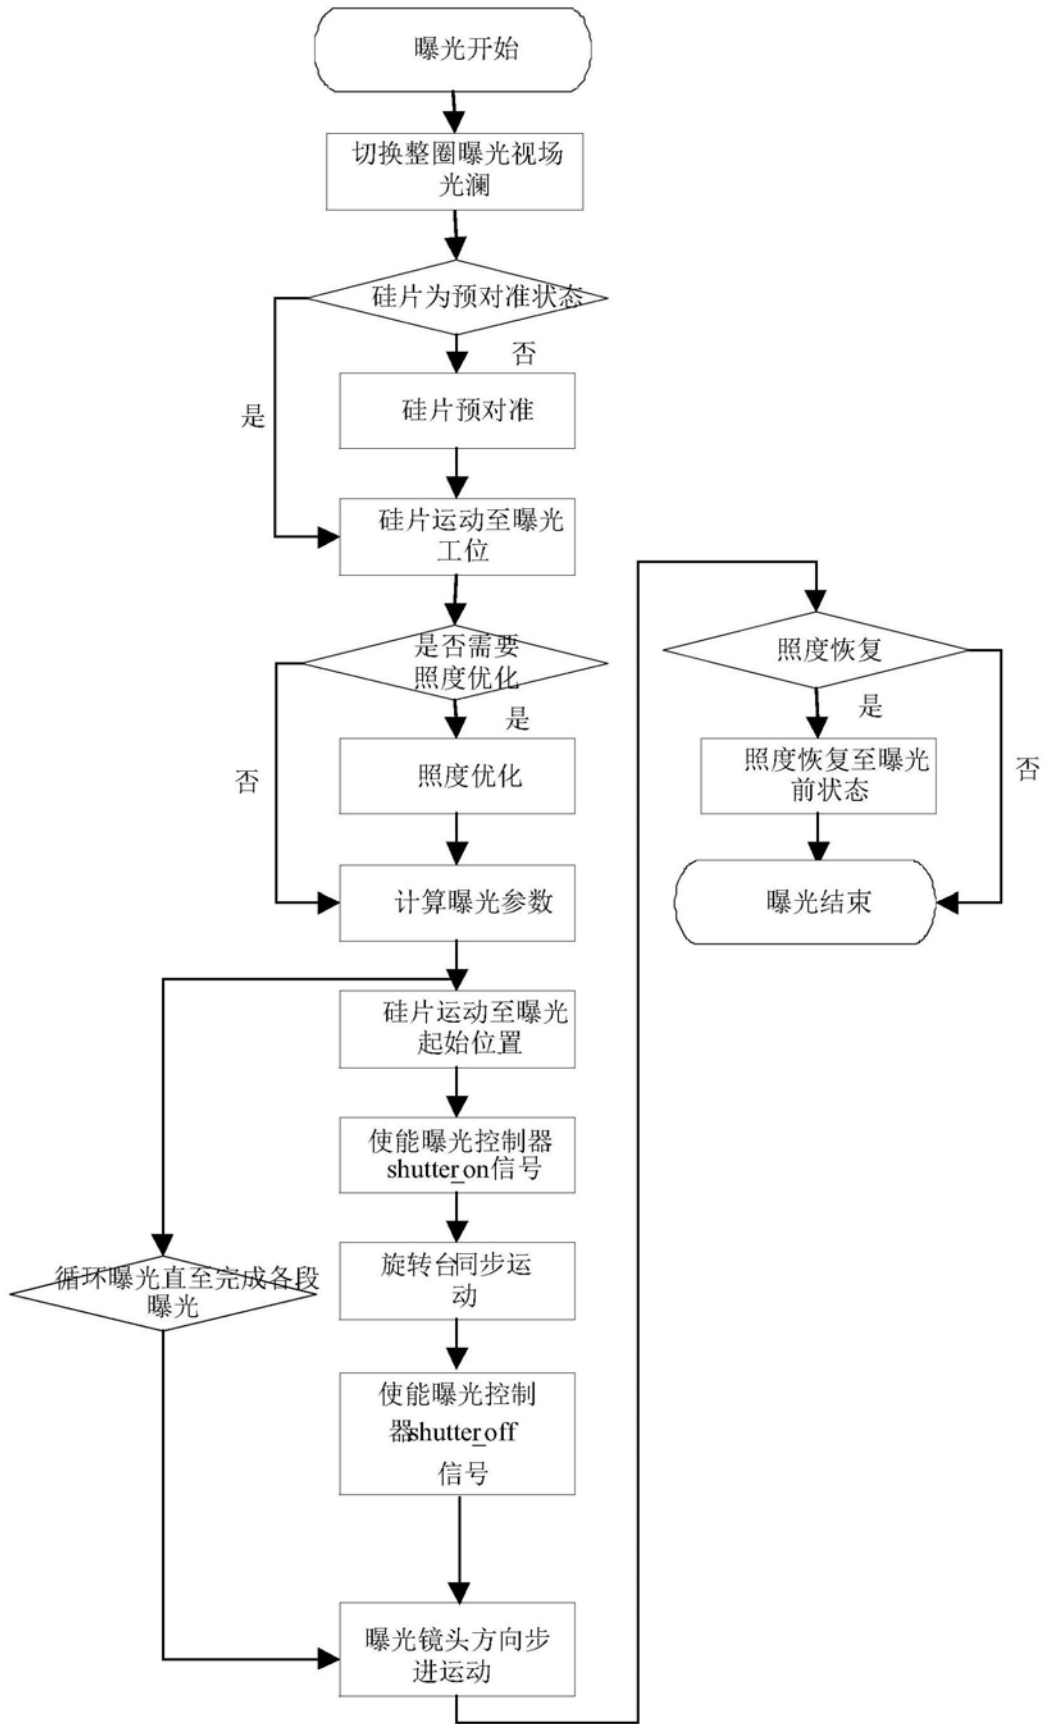 曝光开始
切换整圈曝光视场
光澜
硅片为预对准状态
否
是
硅片预对准
硅片运动至曝光
工位
是否需要
照度优化
是
否
照度优化
计算曝光参数
硅片运动至曝光
起始位置
使能曝光控制器
shutter_on信号
旋转台同步运
动
循环曝光直至完成各段
曝光
使能曝光控制
器shutter_off
信号
曝光镜头方向步
进运动
照度恢复
是
否
照度恢复至曝光
前状态
曝光结束